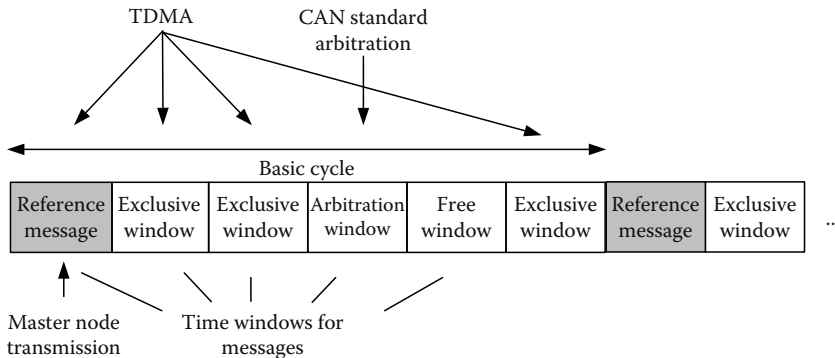 TDMA
CAN standard
arbitration
Basic cycle
Reference
message
Exclusive
window
Exclusive
window
Arbitration
window
Free
window
Exclusive
window
Reference
message
Exclusive
window
..
Master node
transmission
Time windows for
messages